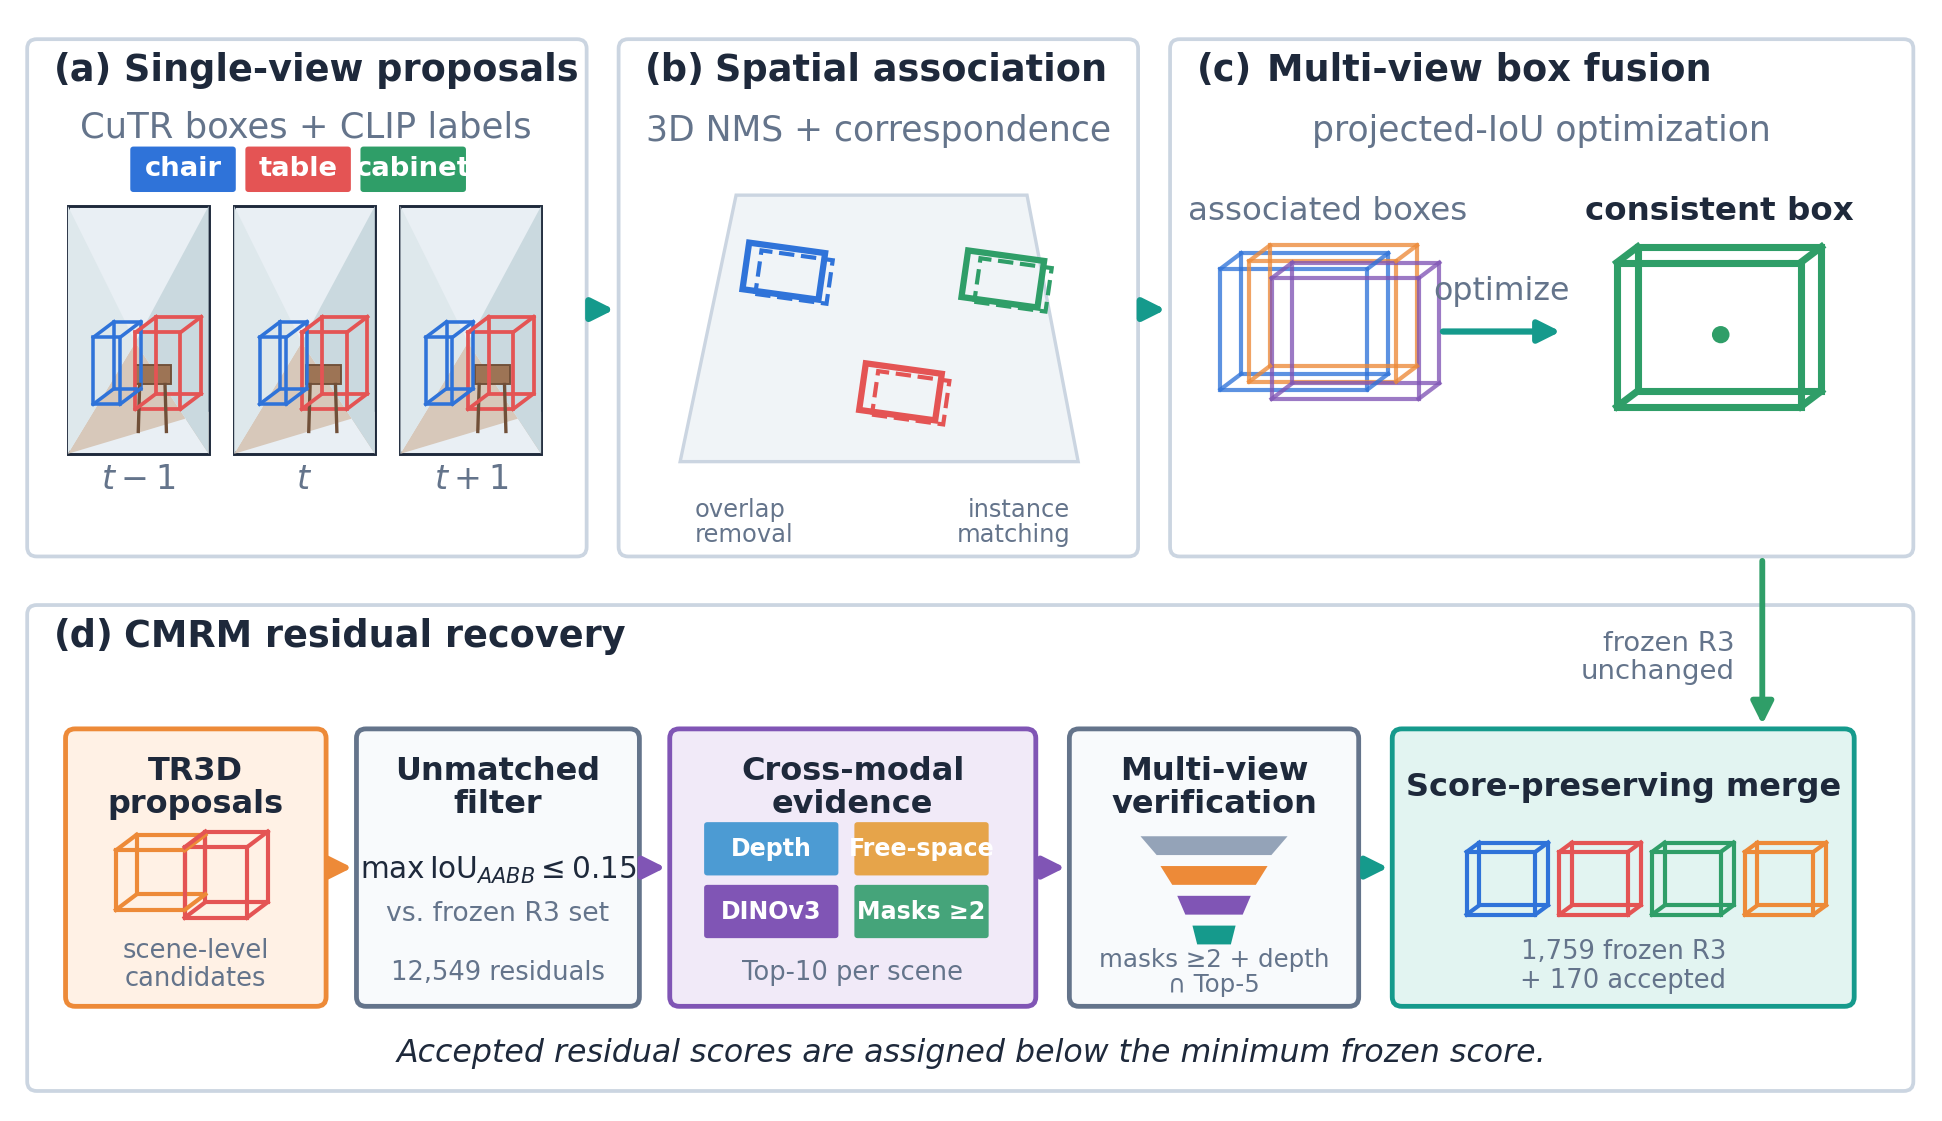 (a) Single-view proposals
CuTR boxes + CLIP labels
chair table cabinet
t − 1 t t + 1
(b) Spatial association
3D NMS + correspondence
overlap removal
instance matching
(c) Multi-view box fusion
projected-IoU optimization
associated boxes
optimize
consistent box
(d) CMRM residual recovery
frozen R3
unchanged
TR3D
proposals
scene-level
candidates
Unmatched
filter
max IoU_AABB ≤ 0.15
vs. frozen R3 set
12,549 residuals
Cross-modal
evidence
Depth Free-space
DINOv3 Masks ≥2
Top-10 per scene
Multi-view
verification
masks ≥2 + depth
∩ Top-5
Score-preserving merge
1,759 frozen R3
+ 170 accepted
Accepted residual scores are assigned below the minimum frozen score.